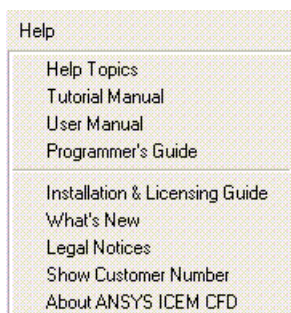 Help
Help Topics
Tutorial Manual
User Manual
Programmer's Guide
Installation & Licensing Guide
What's New
Legal Notices
Show Customer Number
About ANSYS ICEM CFD